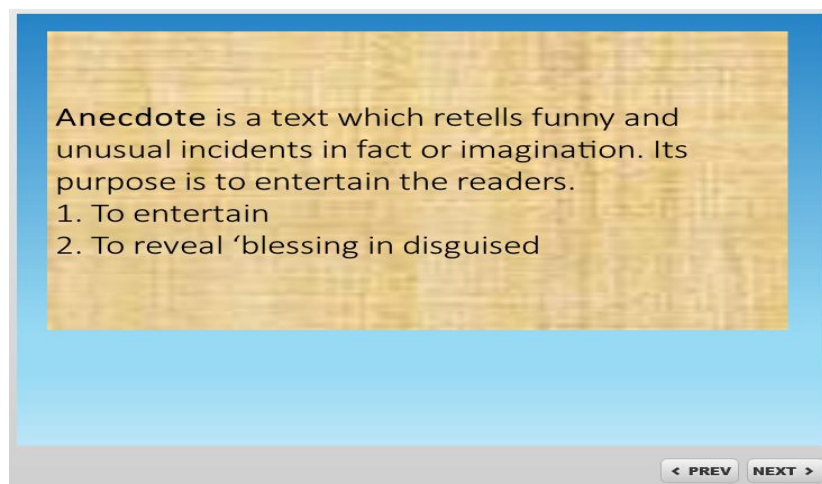 Anecdote is a text which retells funny and
unusual incidents in fact or imagination. Its
purpose is to entertain the readers.
1. To entertain
2. To reveal ‘blessing in disguised
< PREV NEXT >